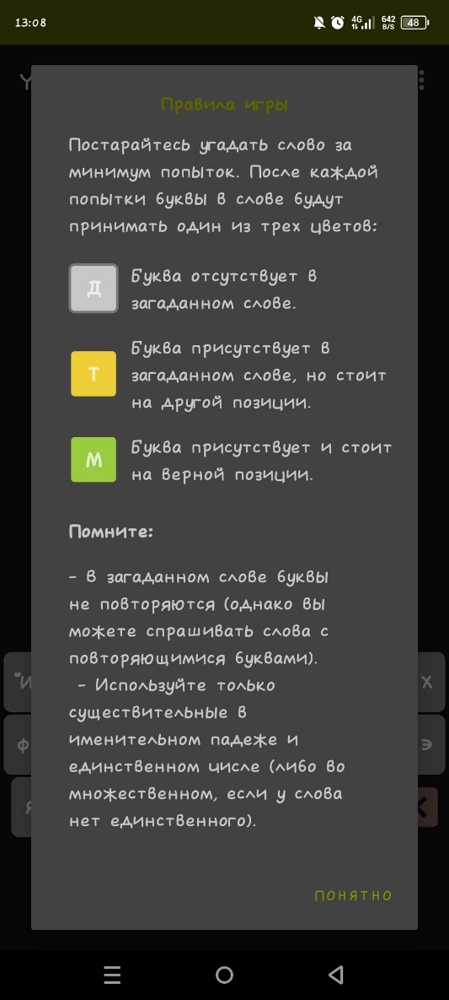 13:08
4G
642
B/S
48
Правила игры
Постарайтесь угадать слово за
минимум попыток. После каждой
попытки буквы в слове будут
принимать один из трех цветов:
Д
Буква отсутствует в
загаданном слове.
Т
Буква присутствует в
загаданном слове, но стоит
на другой позиции.
М
Буква присутствует и стоит
на верной позиции.
Помните:
- В загаданном слове буквы
не повторяются (однако вы
можете спрашивать слова с
повторяющимися буквами).
- Используйте только
существительные в
именительном падеже и
единственном числе (либо во
множественном, если у слова
нет единственного).
Х
Ф
Э
Я
ПОНЯТНО